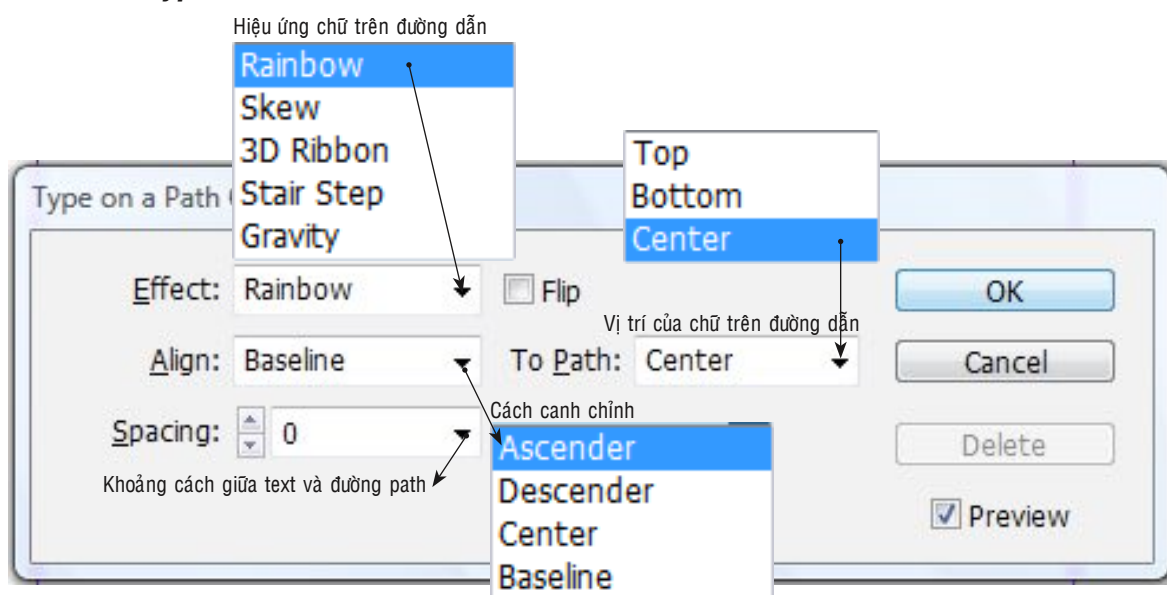 Hiệu ứng chữ trên đường dẫn
Rainbow
Skew
3D Ribbon
Stair Step
Gravity
Top
Bottom
Center
Type on a Path
Effect: Rainbow
Flip
OK
Vị trí của chữ trên đường dẫn
Align: Baseline
To Path: Center
Cancel
Cách canh chỉnh
Spacing: 0
Ascender
Descender
Center
Baseline
Delete
Khoảng cách giữa text và đường path
Preview